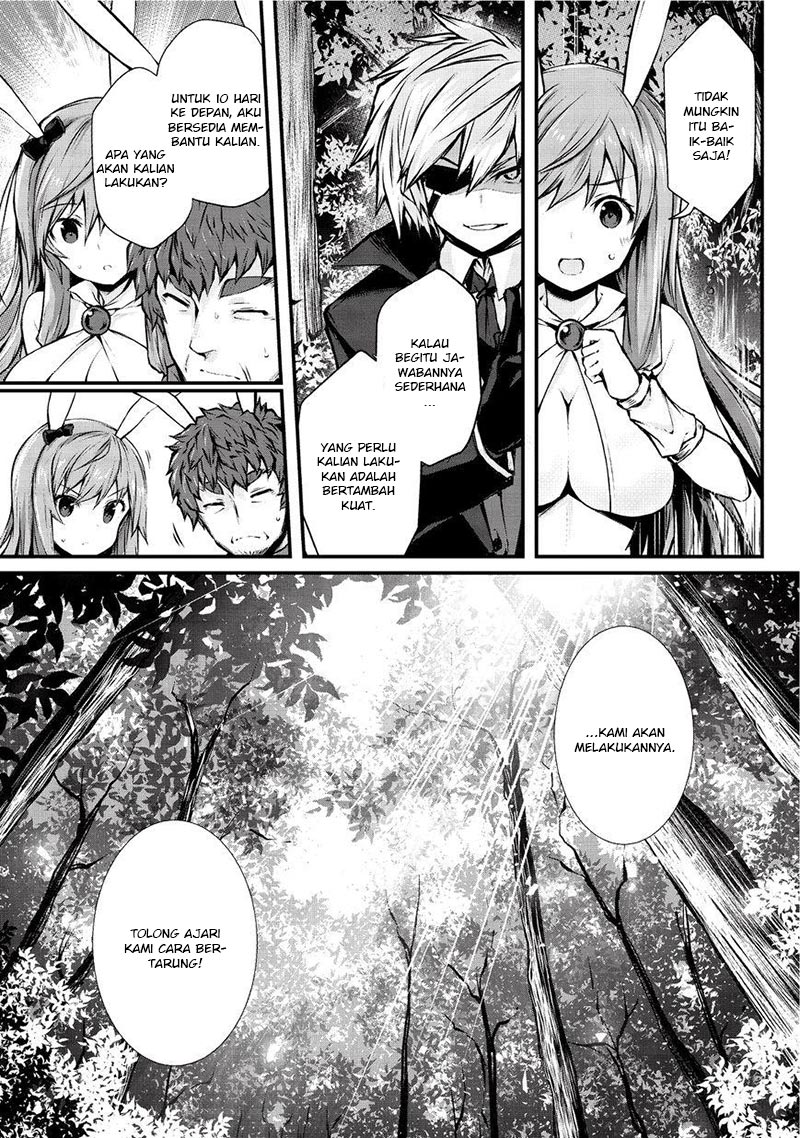 TIDAK
MUNGKIN
ITU BA-
IK-BAIK
SAJA!
KALAU
BEGITU JA-
WABANNYA
SEDERHANA
...
YANG PERLU
KALIAN LAKU-
KAN ADALAH
BERTAMBAH
KUAT.
UNTUK 10 HARI
KE DEPAN, AKU
BERSEDIA MEM-
BANTU KALIAN.
APA YANG
AKAN KALIAN
LAKUKAN?
...KAMI AKAN
MELAKUKANNYA.
TOLONG AJARI
KAMI CARA BER-
TARUNG!